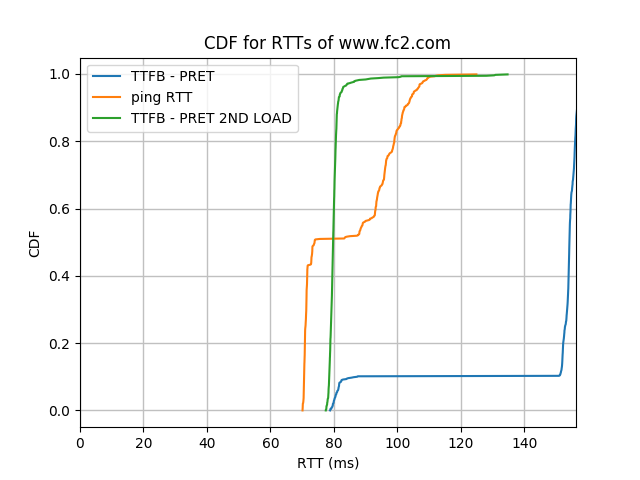 CDF for RTTs of www.fc2.com
TTFB - PRET
ping RTT
TTFB - PRET 2ND LOAD
CDF
1.0
0.8
0.6
0.4
0.2
0.0
0 20 40 60 80 100 120 140
RTT (ms)